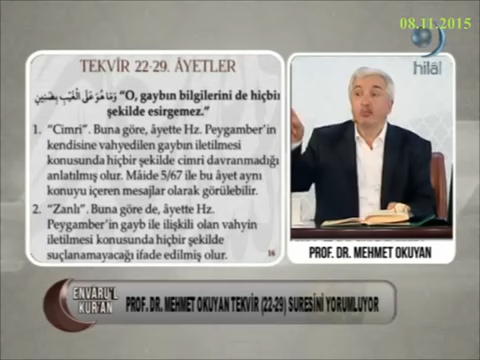 08.11.2015
hilâl
TEKVİR 22-29. ÂYETLER
وَمَا هُوَ عَلَى الْغَيْبِ بِضَنِينٍ "O, gaybın bilgilerini de hiçbir
şekilde esirgemez."
1. "Cimri". Buna göre, âyette Hz. Peygamber'in
kendisine vahyedilen gaybın iletilmesi
konusunda hiçbir şekilde cimri davranmadığı
anlatılmış olur. Mâide 5/67 ile bu âyet aynı
konuyu içeren mesajlar olarak görülebilir.
2. "Zanlı". Buna göre de, âyette Hz.
Peygamber'in gayb ile ilişkili olan vahyin
iletilmesi konusunda hiçbir şekilde
suçlanamayacağı ifade edilmiş olur.
16
PROF. DR. MEHMET OKUYAN
ENVÂRU'L
KUR'AN
PROF. DR. MEHMET OKUYAN TEKVİR (22-29) SURESİNİ YORUMLUYOR